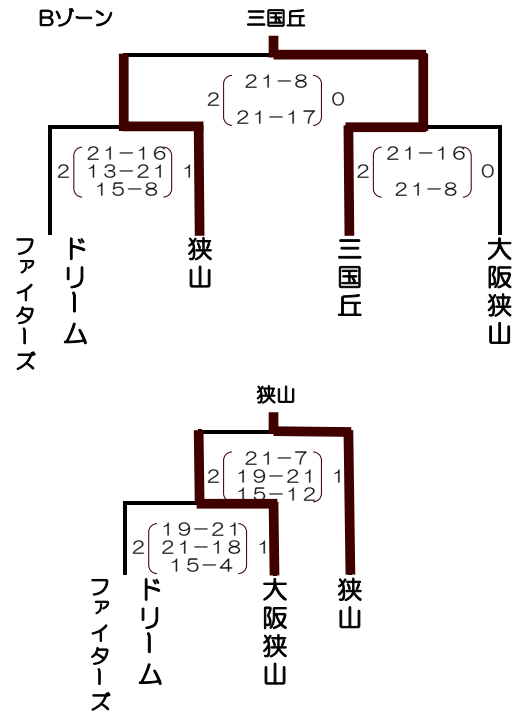 Bゾーン
三国丘
21-8
2 0
21-17
21-16
2 13-21 1
15-8
21-16
2 0
21-8
ドリーム
ファイターズ
狭山
三国丘
大阪狭山
狭山
21-7
2 19-21 1
15-12
19-21
2 21-18 1
15-4
ドリーム
ファイターズ
大阪狭山
狭山